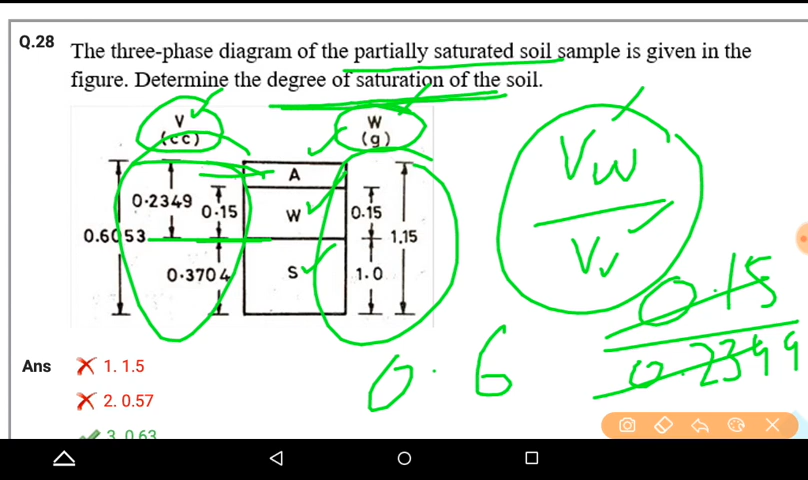 Q.28 The three-phase diagram of the partially saturated soil sample is given in the
figure. Determine the degree of saturation of the soil.
V
(cc)
W
(g)
A
0.2349
0.15
W
0.15
0.6053
1.15
0.3704
S
1.0
Vw
Vv
0.15
0.2349
0.6
Ans 1. 1.5
2. 0.57
3. 0.63